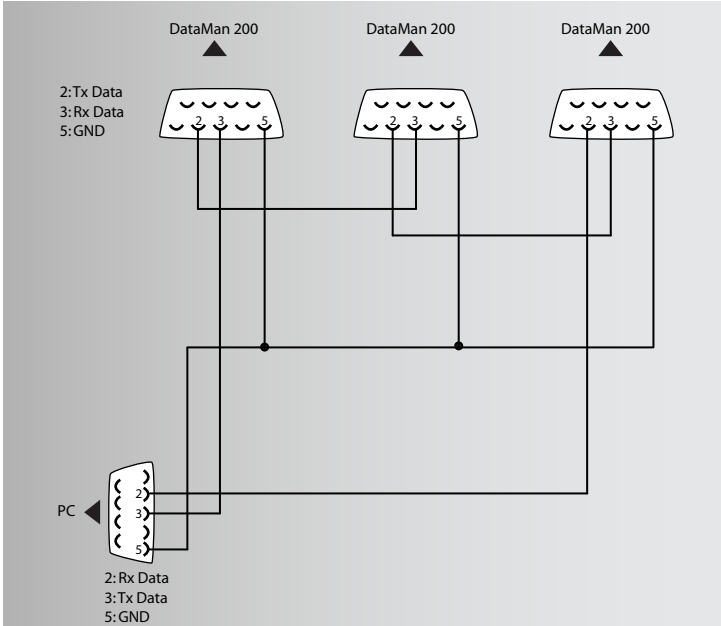 DataMan 200
DataMan 200
DataMan 200
2:Tx Data
3:Rx Data
5:GND
2 3 5
2 3 5
2 3 5
PC
2
3
5
2: Rx Data
3:Tx Data
5: GND